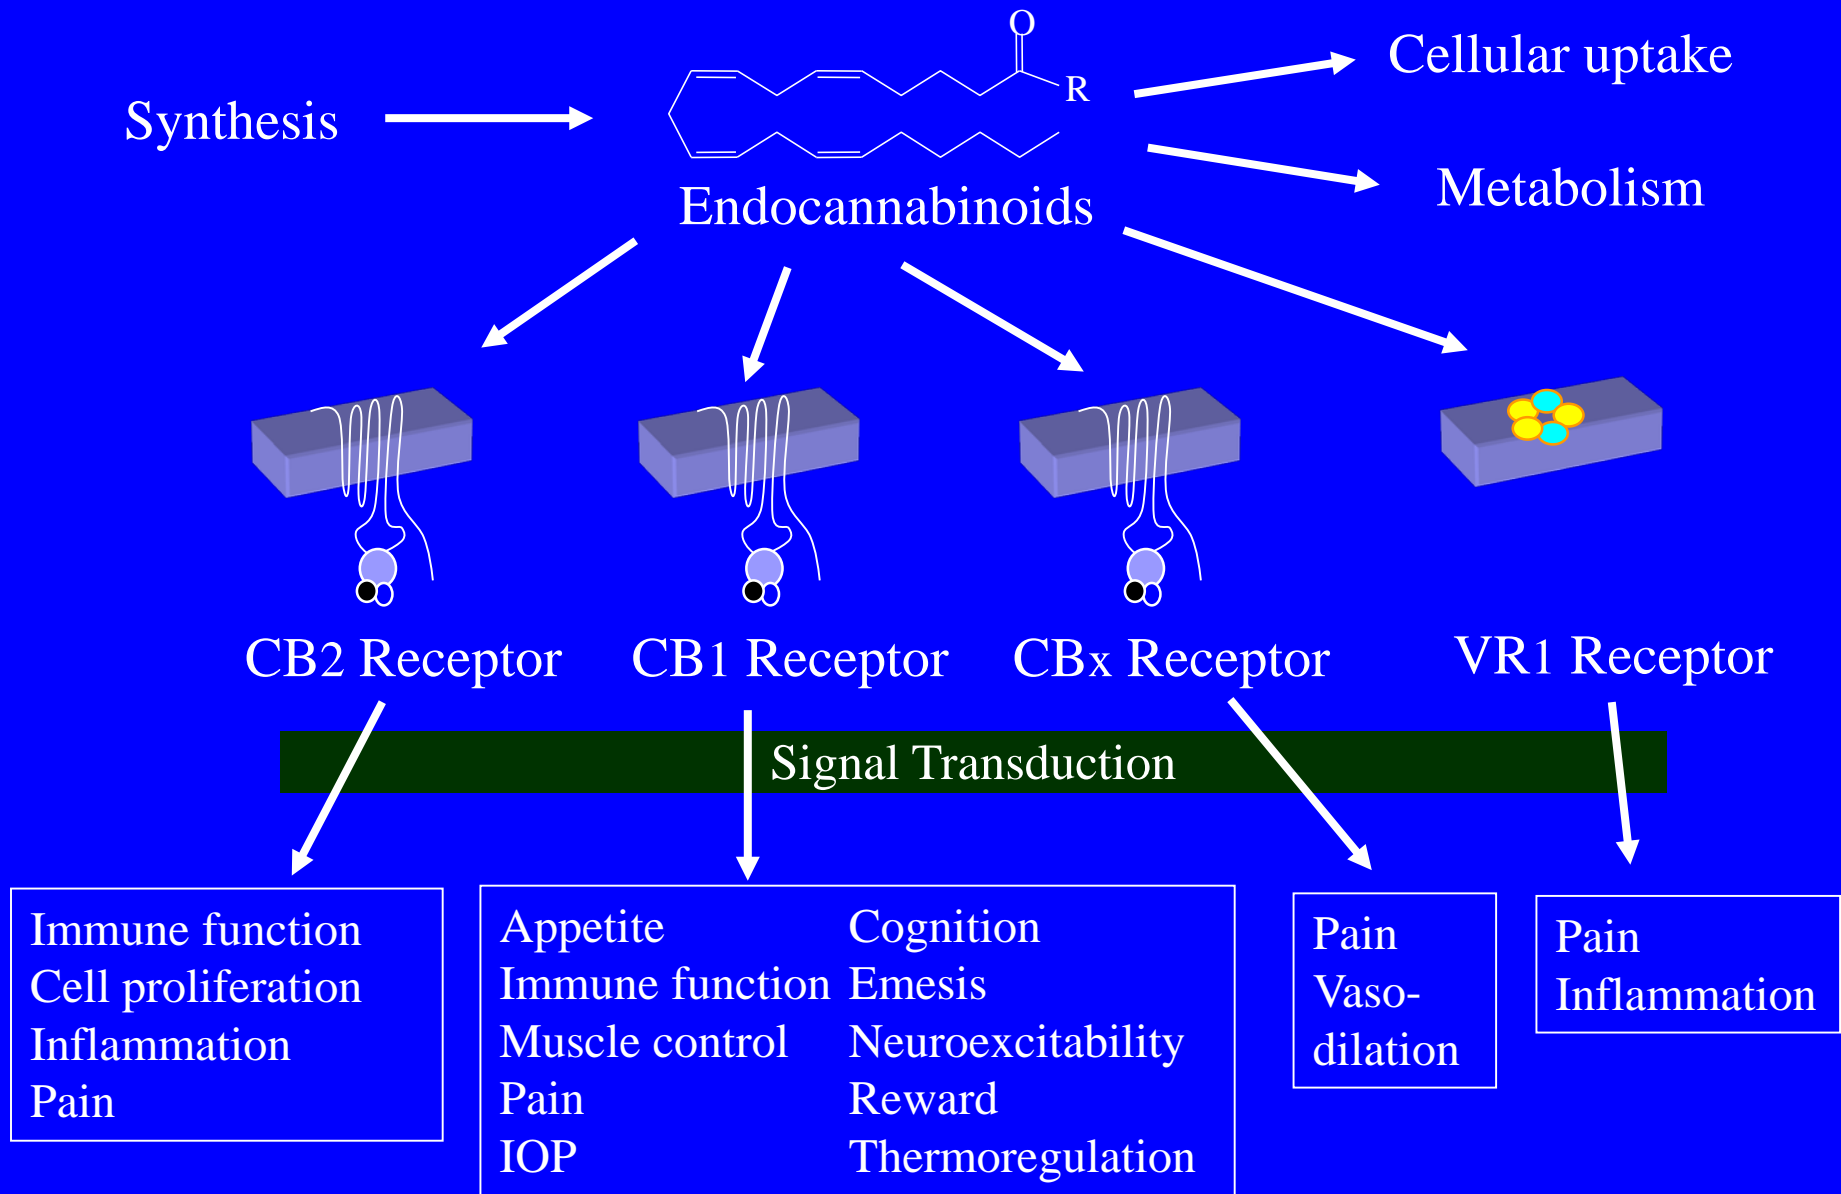 O
R
Cellular uptake
Synthesis
Metabolism
Endocannabinoids
CB2 Receptor
CB1 Receptor
CBx Receptor
VR1 Receptor
Signal Transduction
Immune function
Cell proliferation
Inflammation
Pain
Appetite
Immune function
Muscle control
Pain
IOP
Cognition
Emesis
Neuroexcitability
Reward
Thermoregulation
Pain
Vaso-
dilation
Pain
Inflammation